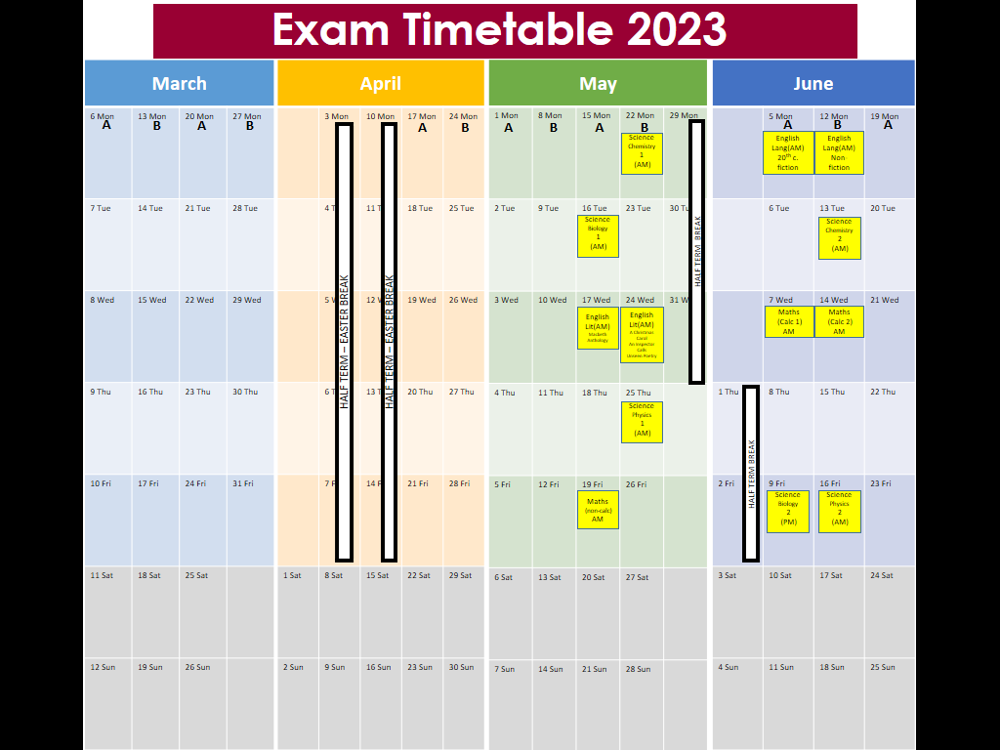 Exam Timetable 2023
March April May June
6 Mon 13 Mon 20 Mon 27 Mon 3 Mon 10 Mon 17 Mon 24 Mon 1 Mon 8 Mon 15 Mon 22 Mon 29 Mon 5 Mon 12 Mon 19 Mon
A B A B A B A B A B A B A
Science
Chemistry
1
(AM)
English
Lang(AM)
20th c.
fiction
English
Lang(AM)
Non
fiction
7 Tue 14 Tue 21 Tue 28 Tue 4 T 11 T 18 Tue 25 Tue 2 Tue 9 Tue 16 Tue 23 Tue 30 Tu 6 Tue 13 Tue 20 Tue
Science
Biology
1
(AM)
Science
Chemistry
2
(AM)
8 Wed 15 Wed 22 Wed 29 Wed 5 W 12 W 19 Wed 26 Wed 3 Wed 10 Wed 17 Wed 24 Wed 31 W 7 Wed 14 Wed 21 Wed
English
Lit(AM)
Macbeth
Anthology
English
Lit(AM)
A Christmas
Carol
An Inspector
Calls
Unseen Poetry
Maths
(Calc 1)
AM
Maths
(Calc 2)
AM
HALF TERM – EASTER BREAK
HALF TERM – EASTER BREAK
HALF TERM BREAK
9 Thu 16 Thu 23 Thu 30 Thu 6 T 13 T 20 Thu 27 Thu 4 Thu 11 Thu 18 Thu 25 Thu 1 Thu 8 Thu 15 Thu 22 Thu
Science
Physics
1
(AM)
HALF TERM BREAK
10 Fri 17 Fri 24 Fri 31 Fri 7 F 14 F 21 Fri 28 Fri 5 Fri 12 Fri 19 Fri 26 Fri 2 Fri 9 Fri 16 Fri 23 Fri
Maths
(non-calc)
AM
Science
Biology
2
(PM)
Science
Physics
2
(AM)
11 Sat 18 Sat 25 Sat 1 Sat 8 Sat 15 Sat 22 Sat 29 Sat 6 Sat 13 Sat 20 Sat 27 Sat 3 Sat 10 Sat 17 Sat 24 Sat
12 Sun 19 Sun 26 Sun 2 Sun 9 Sun 16 Sun 23 Sun 30 Sun 7 Sun 14 Sun 21 Sun 28 Sun 4 Sun 11 Sun 18 Sun 25 Sun